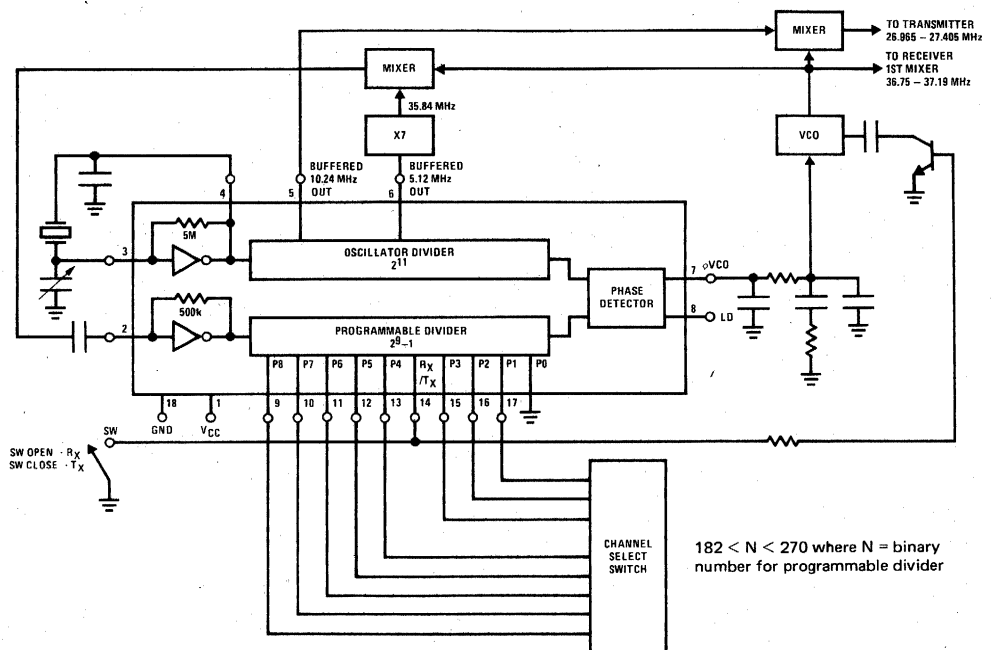 MIXER
TO TRANSMITTER
26.965 – 27.405 MHz
TO RECEIVER
1ST MIXER
36.75 – 37.19 MHz
MIXER
35.84 MHz
X7
VCO
BUFFERED
10.24 MHz
OUT
BUFFERED
5.12 MHz
OUT
4
5
6
5M
3
OSCILLATOR DIVIDER
2^11
PHASE
DETECTOR
7
φVCO
8
LD
500k
2
PROGRAMMABLE DIVIDER
2^9–1
P8
P7
P6
P5
P4
RX
/TX
P3
P2
P1
P0
18
1
9
10
11
12
13
14
15
16
17
GND
VCC
SW
SW OPEN · RX
SW CLOSE · TX
CHANNEL
SELECT
SWITCH
182 < N < 270 where N = binary
number for programmable divider